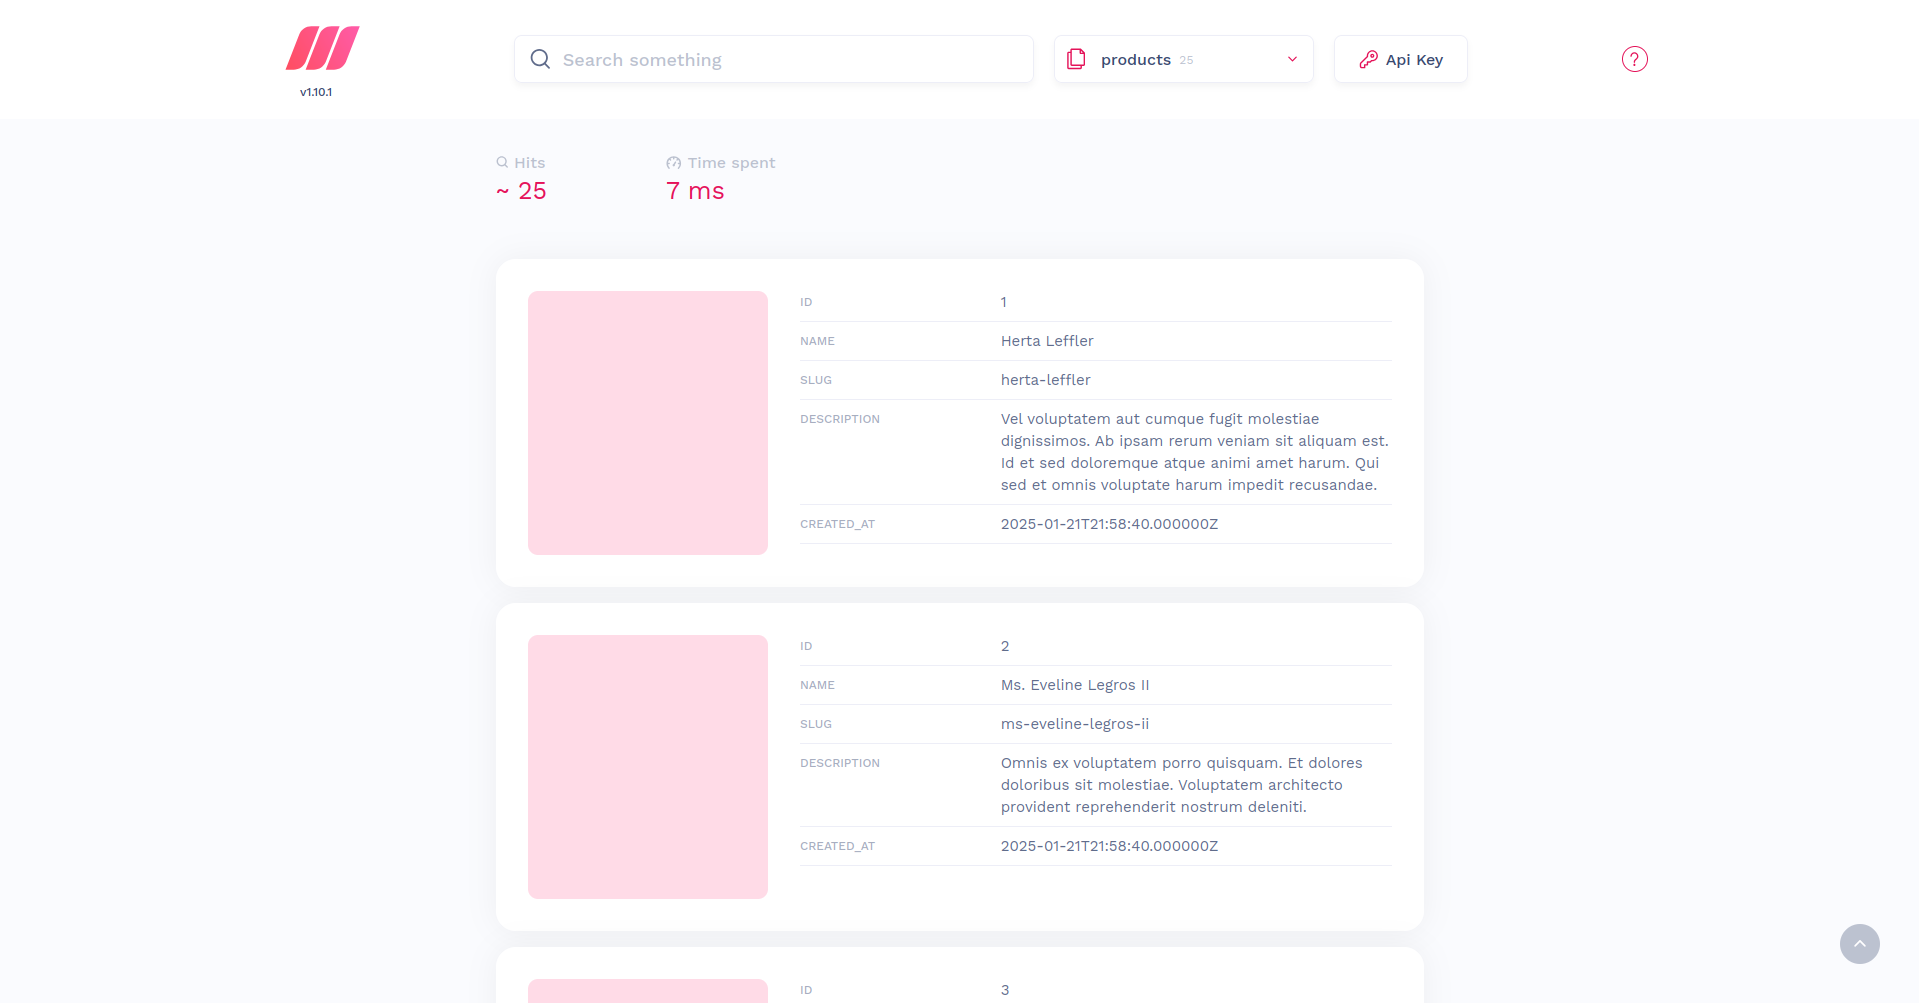 v1.10.1
Search something
products 25
Api Key
?
Hits
~ 25
Time spent
7 ms
ID 1
NAME Herta Leffler
SLUG herta-leffler
DESCRIPTION Vel voluptatem aut cumque fugit molestiae
dignissimos. Ab ipsam rerum veniam sit aliquam est.
Id et sed doloremque atque animi amet harum. Qui
sed et omnis voluptate harum impedit recusandae.
CREATED_AT 2025-01-21T21:58:40.000000Z
ID 2
NAME Ms. Eveline Legros II
SLUG ms-eveline-legros-ii
DESCRIPTION Omnis ex voluptatem porro quisquam. Et dolores
doloribus sit molestiae. Voluptatem architecto
provident reprehenderit nostrum deleniti.
CREATED_AT 2025-01-21T21:58:40.000000Z
ID 3